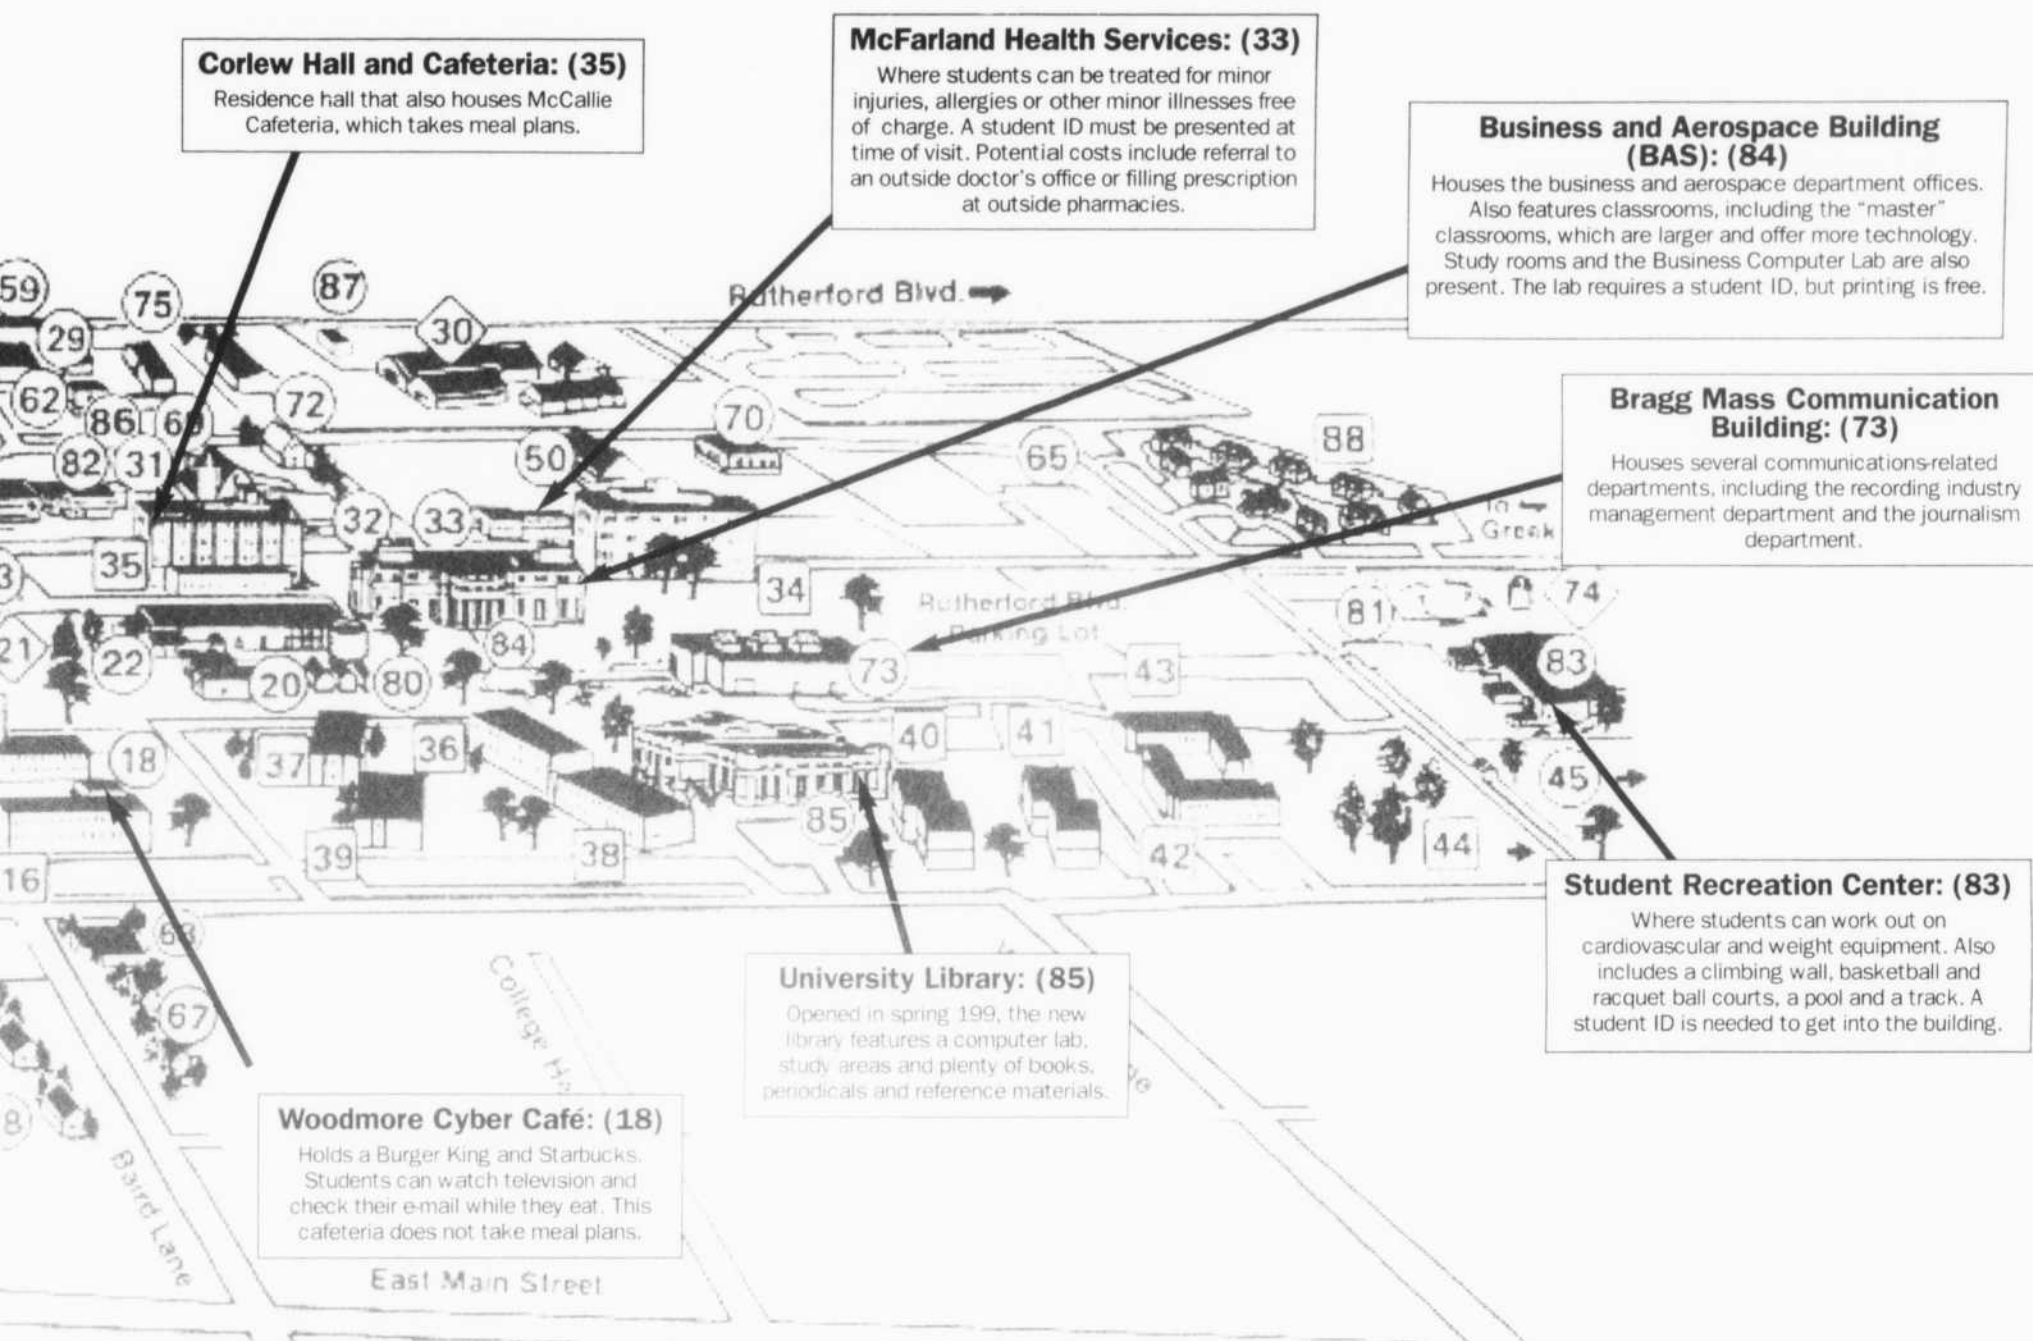 Corlew Hall and Cafeteria: (35)
Residence hall that also houses McCallie
Cafeteria, which takes meal plans.
McFarland Health Services: (33)
Where students can be treated for minor
injuries, allergies or other minor illnesses free
of charge. A student ID must be presented at
time of visit. Potential costs include referral to
an outside doctor's office or filling prescription
at outside pharmacies.
Business and Aerospace Building
(BAS): (84)
Houses the business and aerospace department offices.
Also features classrooms, including the "master"
classrooms, which are larger and offer more technology.
Study rooms and the Business Computer Lab are also
present. The lab requires a student ID, but printing is free.
Bragg Mass Communication
Building: (73)
Houses several communications-related
departments, including the recording industry
management department and the journalism
department.
59
75
87
Rutherford Blvd.
29
30
62
86
72
70
88
82
31
50
65
To
Greek
32
33
35
34
74
Rutherford Blvd.
Parking Lot
81
21
22
84
20
80
73
43
83
18
37
36
40
41
45
85
39
38
42
44
16
68
67
8
College
Baird Lane
East Main Street
Student Recreation Center: (83)
Where students can work out on
cardiovascular and weight equipment. Also
includes a climbing wall, basketball and
racquet ball courts, a pool and a track. A
student ID is needed to get into the building.
University Library: (85)
Opened in spring 199, the new
library features a computer lab,
study areas and plenty of books,
periodicals and reference materials.
Woodmore Cyber Café: (18)
Holds a Burger King and Starbucks.
Students can watch television and
check their e-mail while they eat. This
cafeteria does not take meal plans.